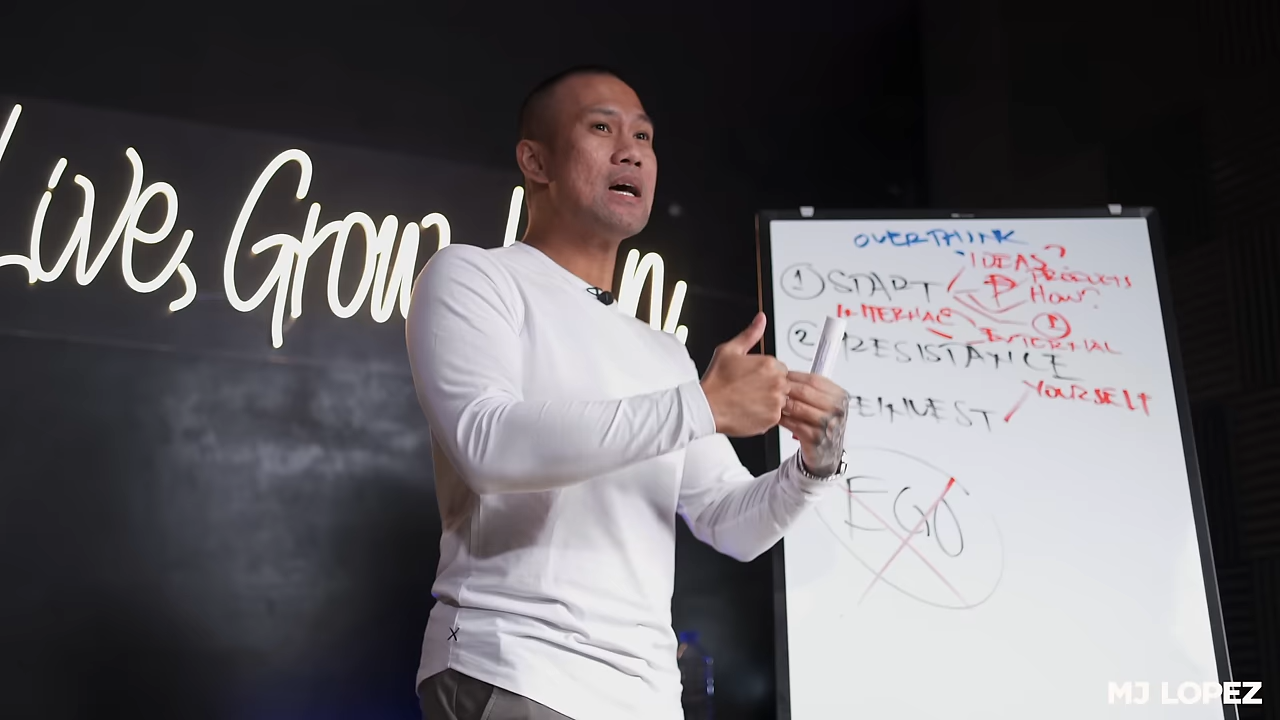 Live, Grow,
OVERTHINK
IDEAS?
① START
PRODUCTS
HOW?
INTERNAL
EXTERNAL
② RESISTANCE
YOURSELF
EINVEST
EGO
MJ LOPEZ